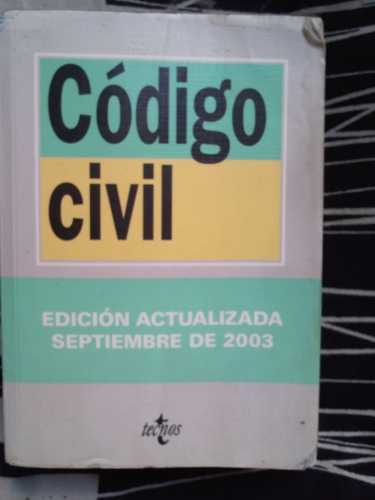 Código
civil
EDICIÓN ACTUALIZADA
SEPTIEMBRE DE 2003
tecnos